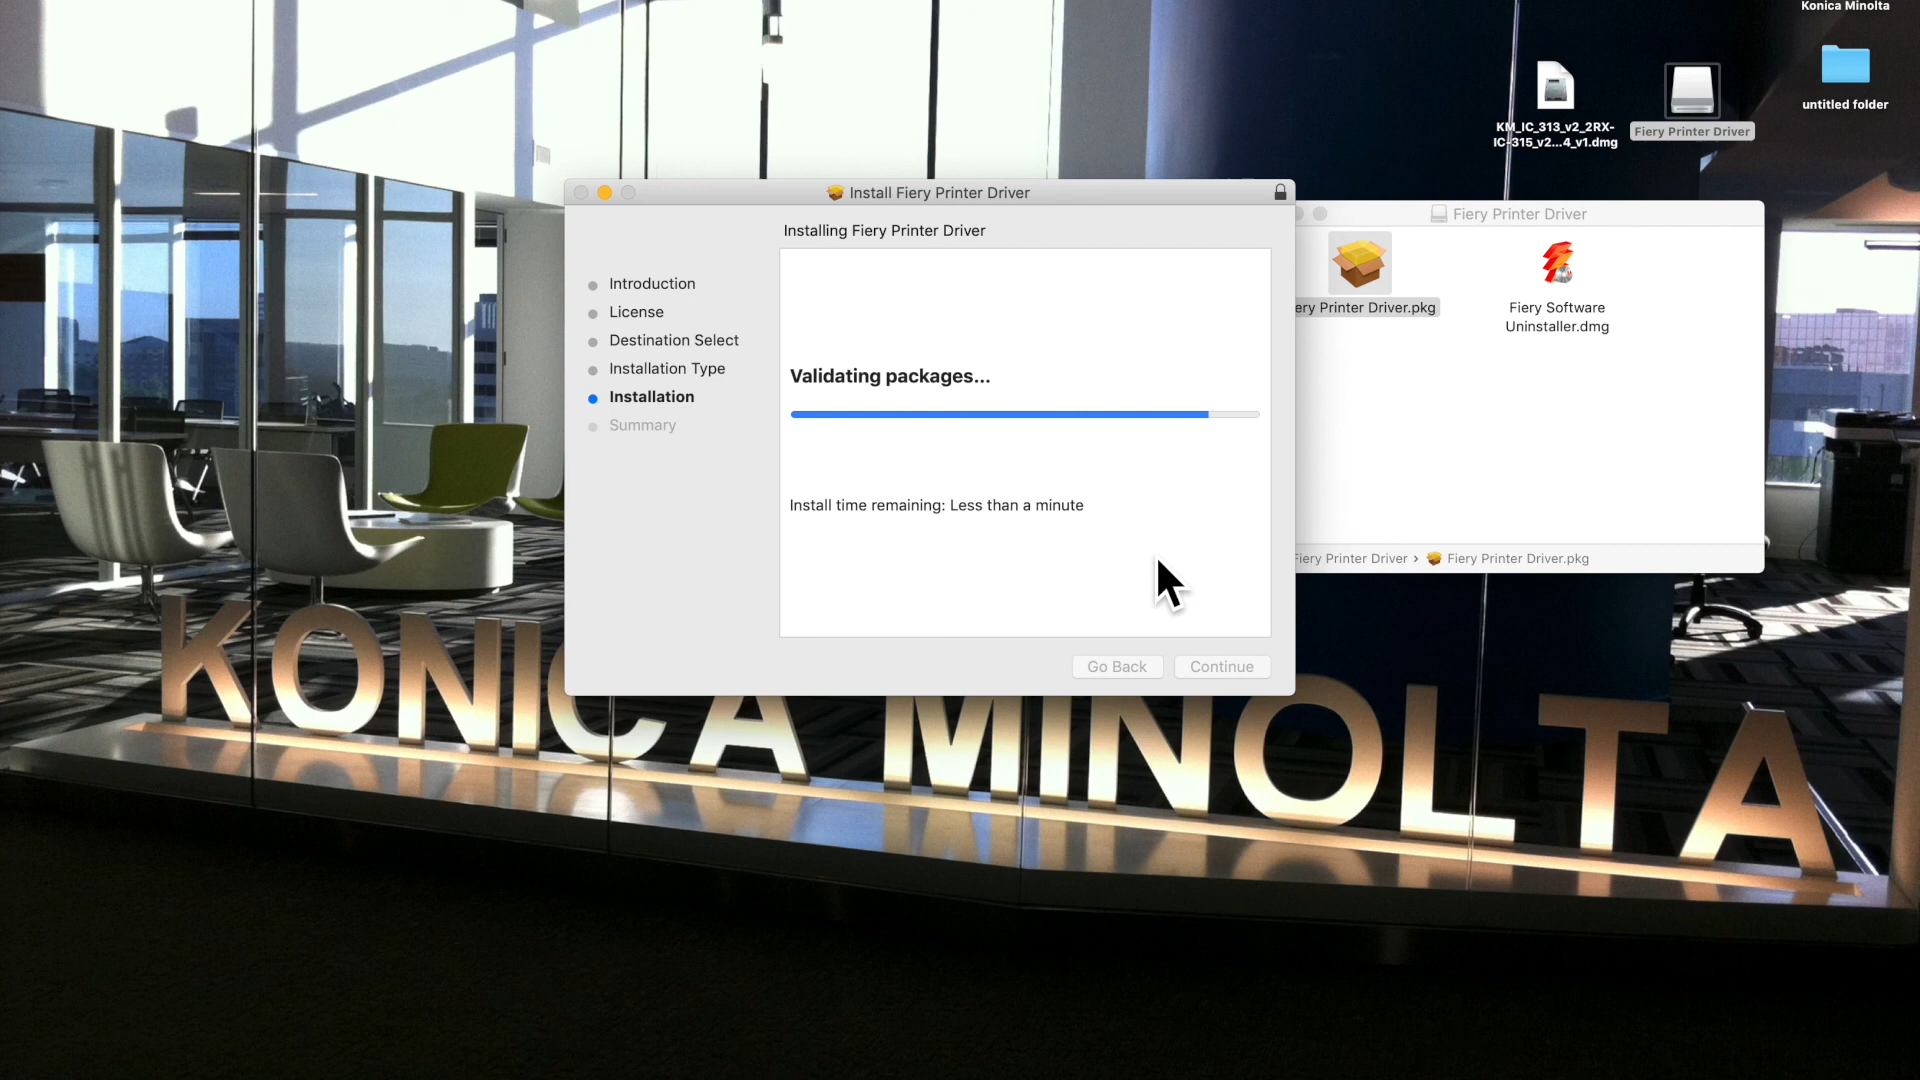 Konica Minolta
KM_IC_313_v2_2RX-
IC-315_v2...4_v1.dmg
Fiery Printer Driver
untitled folder
Install Fiery Printer Driver
Installing Fiery Printer Driver
Introduction
License
Destination Select
Installation Type
Installation
Summary
Validating packages...
Install time remaining: Less than a minute
Go Back
Continue
Fiery Printer Driver
ery Printer Driver.pkg
Fiery Software
Uninstaller.dmg
Fiery Printer Driver › Fiery Printer Driver.pkg
KONICA MINOLTA